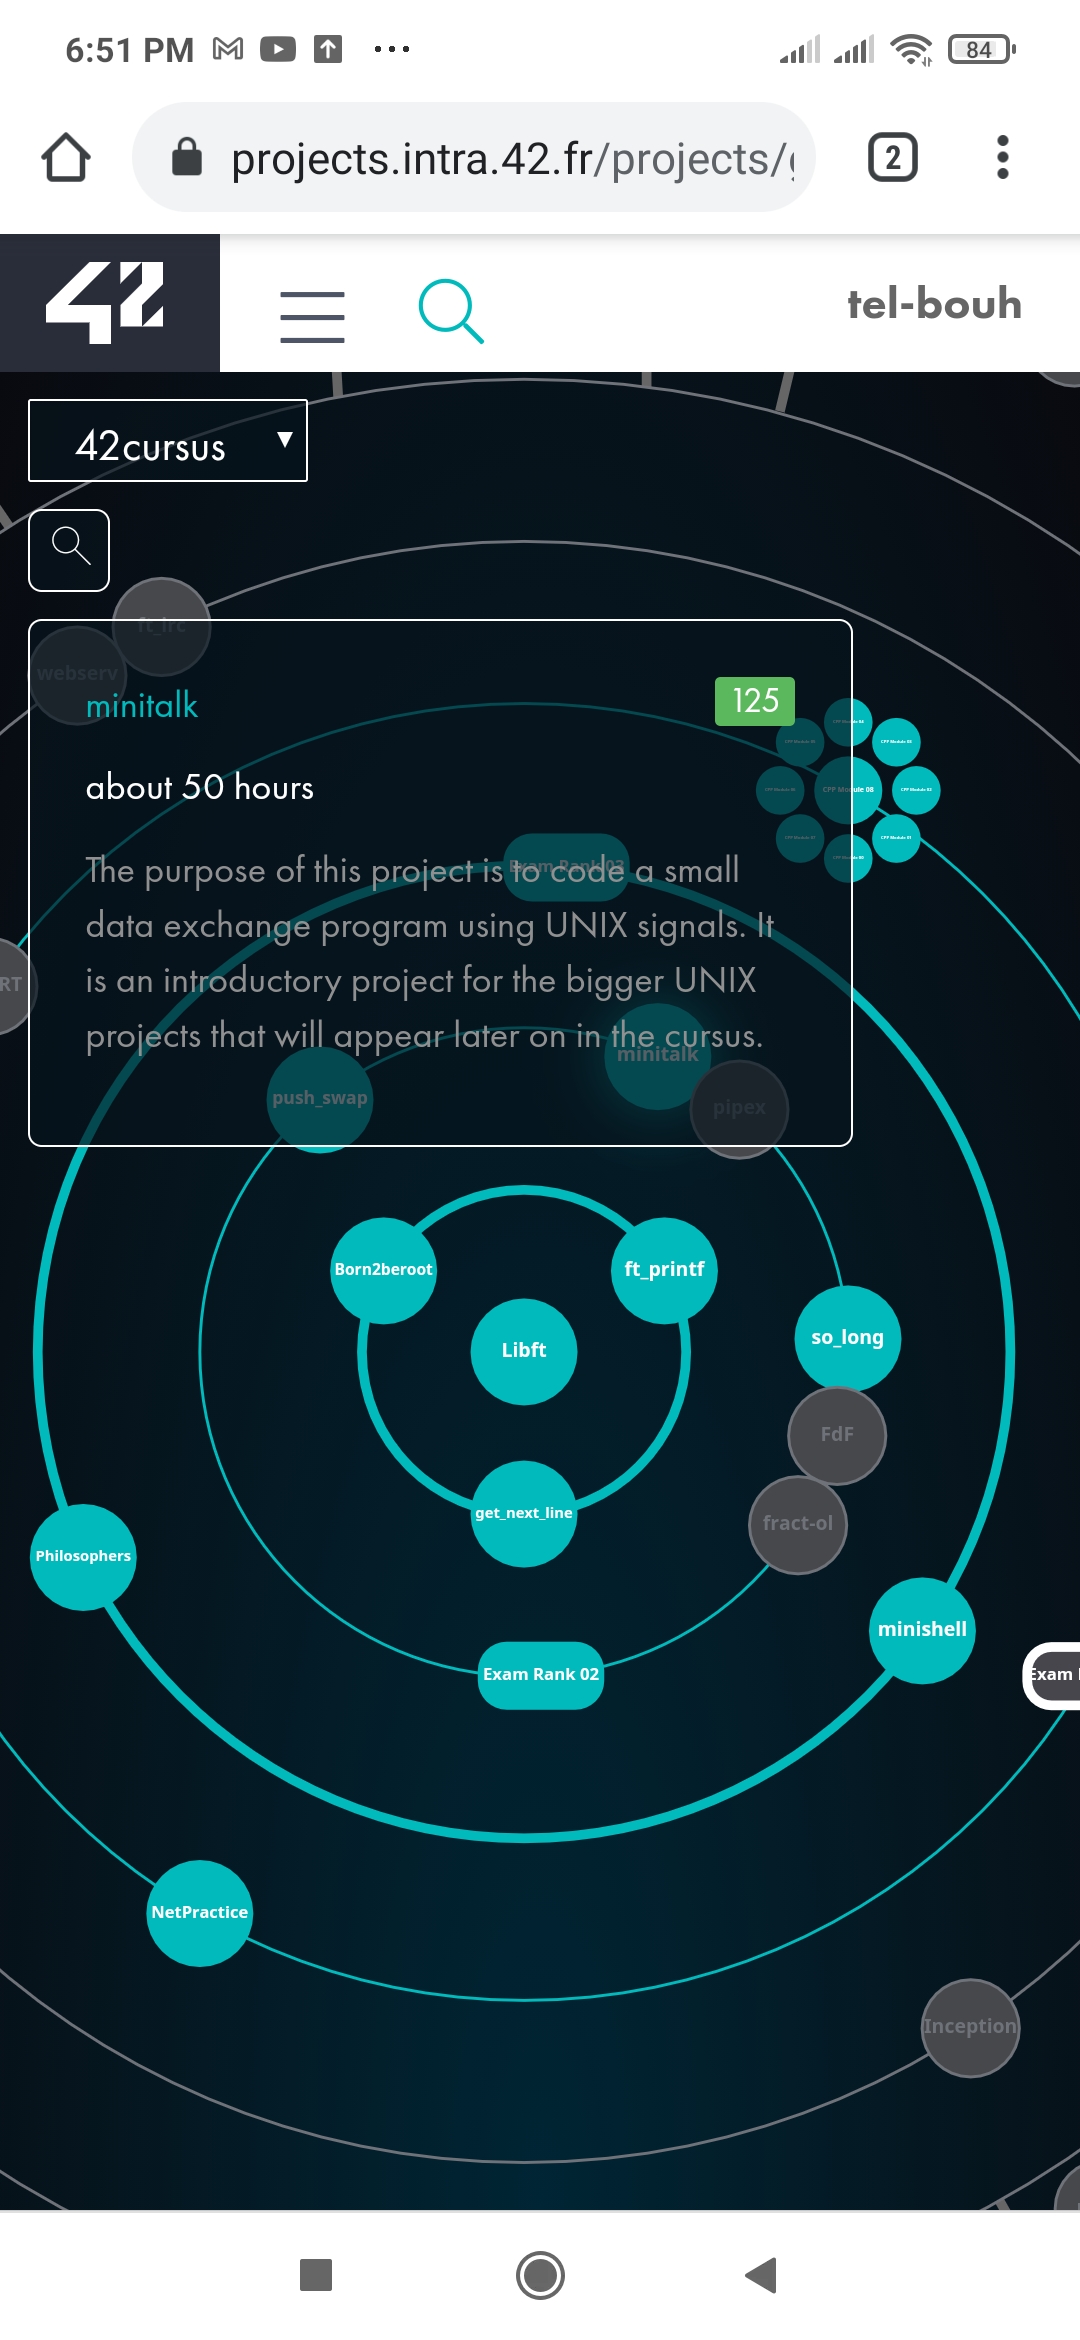 6:51 PM
84
projects.intra.42.fr/projects/
2
42
tel-bouh
42cursus
ft_irc
webserv
minitalk
125
about 50 hours
CPP Module 08
Exam Rank 03
The purpose of this project is to code a small
data exchange program using UNIX signals. It
is an introductory project for the bigger UNIX
projects that will appear later on in the cursus.
RT
minitalk
push_swap
pipex
Born2beroot
ft_printf
Libft
so_long
FdF
get_next_line
fract-ol
Philosophers
minishell
Exam Rank 02
Exam
NetPractice
Inception